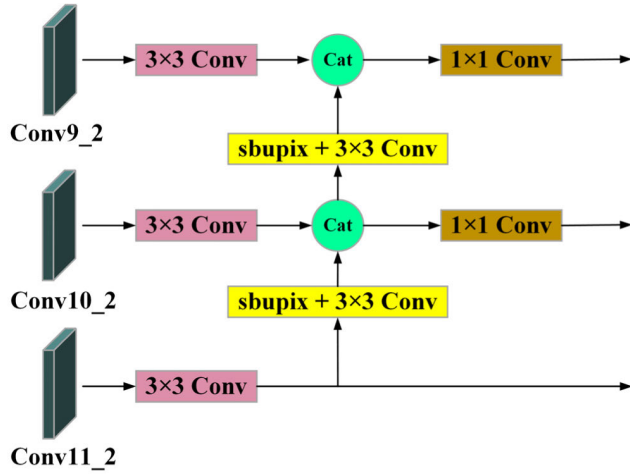 3×3 Conv
Cat
1×1 Conv
Conv9_2
sbupix + 3×3 Conv
3×3 Conv
Cat
1×1 Conv
Conv10_2
sbupix + 3×3 Conv
3×3 Conv
Conv11_2